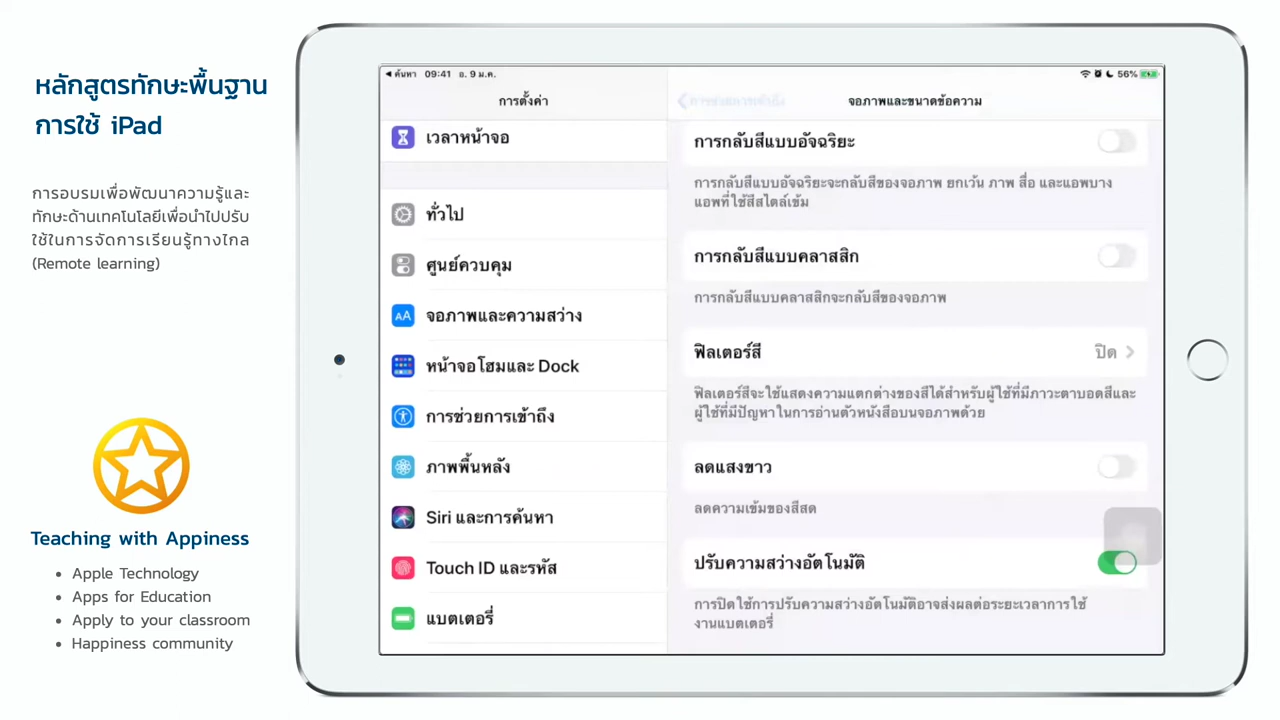 หลักสูตรทักษะพื้นฐาน
การใช้ iPad
การอบรมเพื่อพัฒนาความรู้และ
ทักษะด้านเทคโนโลยีเพื่อนำไปปรับ
ใช้ในการจัดการเรียนรู้ทางไกล
(Remote learning)
Teaching with Appiness
• Apple Technology
• Apps for Education
• Apply to your classroom
• Happiness community
ค้นหา 09:41 อ. 9 ม.ค.
56%
การตั้งค่า
เวลาหน้าจอ
ทั่วไป
ศูนย์ควบคุม
AA จอภาพและความสว่าง
หน้าจอโฮมและ Dock
การช่วยการเข้าถึง
ภาพพื้นหลัง
Siri และการค้นหา
Touch ID และรหัส
แบตเตอรี่
การช่วยการเข้าถึง จอภาพและขนาดข้อความ
การกลับสีแบบอัจฉริยะ
การกลับสีแบบอัจฉริยะจะกลับสีของจอภาพ ยกเว้น ภาพ สื่อ และแอพบาง
แอพที่ใช้สีสไตล์เข้ม
การกลับสีแบบคลาสสิก
การกลับสีแบบคลาสสิกจะกลับสีของจอภาพ
ฟิลเตอร์สี ปิด
ฟิลเตอร์สีจะใช้แสดงความแตกต่างของสีได้สำหรับผู้ใช้ที่มีภาวะตาบอดสีและ
ผู้ใช้ที่มีปัญหาในการอ่านตัวหนังสือบนจอภาพด้วย
ลดแสงขาว
ลดความเข้มของสีสด
ปรับความสว่างอัตโนมัติ
การปิดใช้การปรับความสว่างอัตโนมัติอาจส่งผลต่อระยะเวลาการใช้
งานแบตเตอรี่